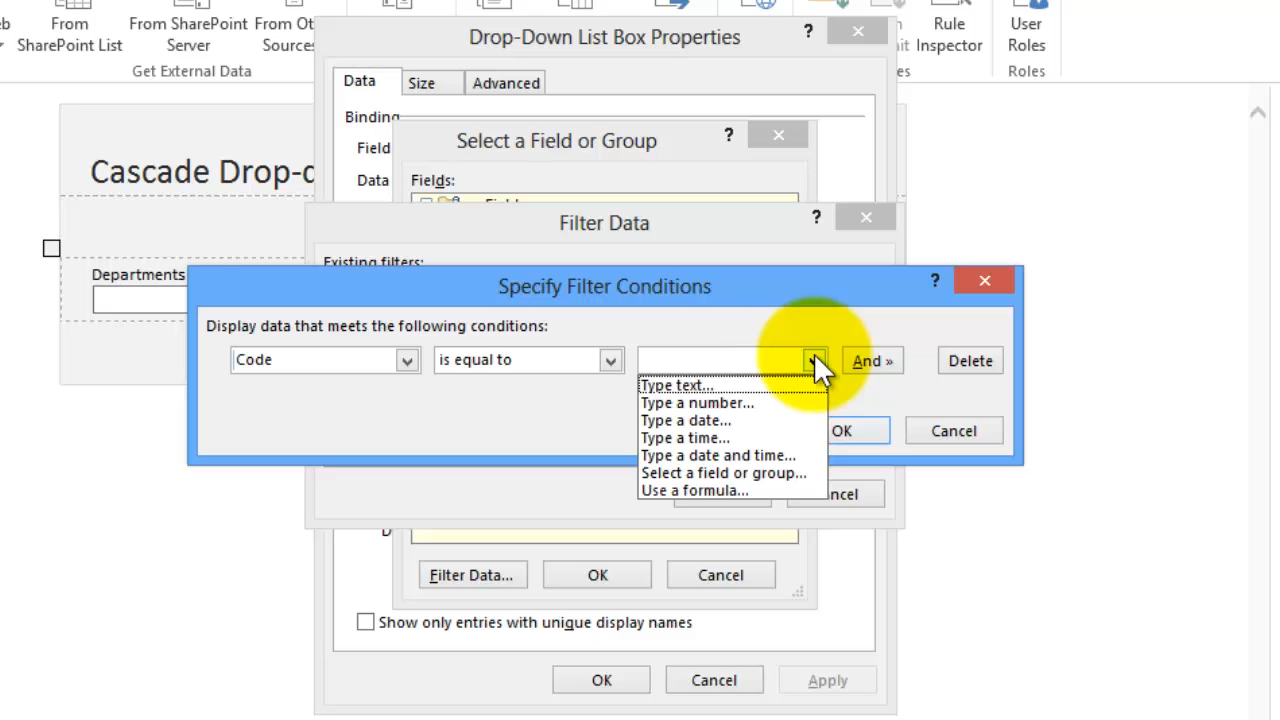 From
SharePoint List
From SharePoint
Server
From Ot
Sources
Get External Data
Rule
Inspector
User
Roles
Roles
Drop-Down List Box Properties
?
Data
Size
Advanced
Binding
Field
Data
Select a Field or Group
?
Fields:
Cascade Drop-d
Filter Data
?
Existing filters:
Departments
Specify Filter Conditions
?
Display data that meets the following conditions:
Code
is equal to
And »
Delete
Type text...
Type a number...
Type a date...
Type a time...
Type a date and time...
Select a field or group...
Use a formula...
OK
Cancel
ncel
D
Filter Data...
OK
Cancel
Show only entries with unique display names
OK
Cancel
Apply